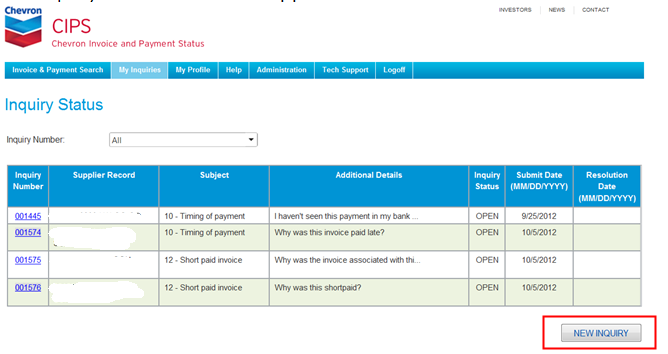 Chevron
INVESTORS NEWS CONTACT
CIPS
Chevron Invoice and Payment Status
Invoice & Payment Search My Inquiries My Profile Help Administration Tech Support Logoff
Inquiry Status
Inquiry Number: All
Inquiry Number Supplier Record Subject Additional Details Inquiry Status Submit Date (MM/DD/YYYY) Resolution Date (MM/DD/YYYY)
001445 10 - Timing of payment I haven't seen this payment in my bank ... OPEN 9/25/2012
001574 10 - Timing of payment Why was this invoice paid late? OPEN 10/5/2012
001575 12 - Short paid invoice Why was the invoice associated with thi... OPEN 10/5/2012
001576 12 - Short paid invoice Why was this shortpaid? OPEN 10/5/2012
NEW INQUIRY